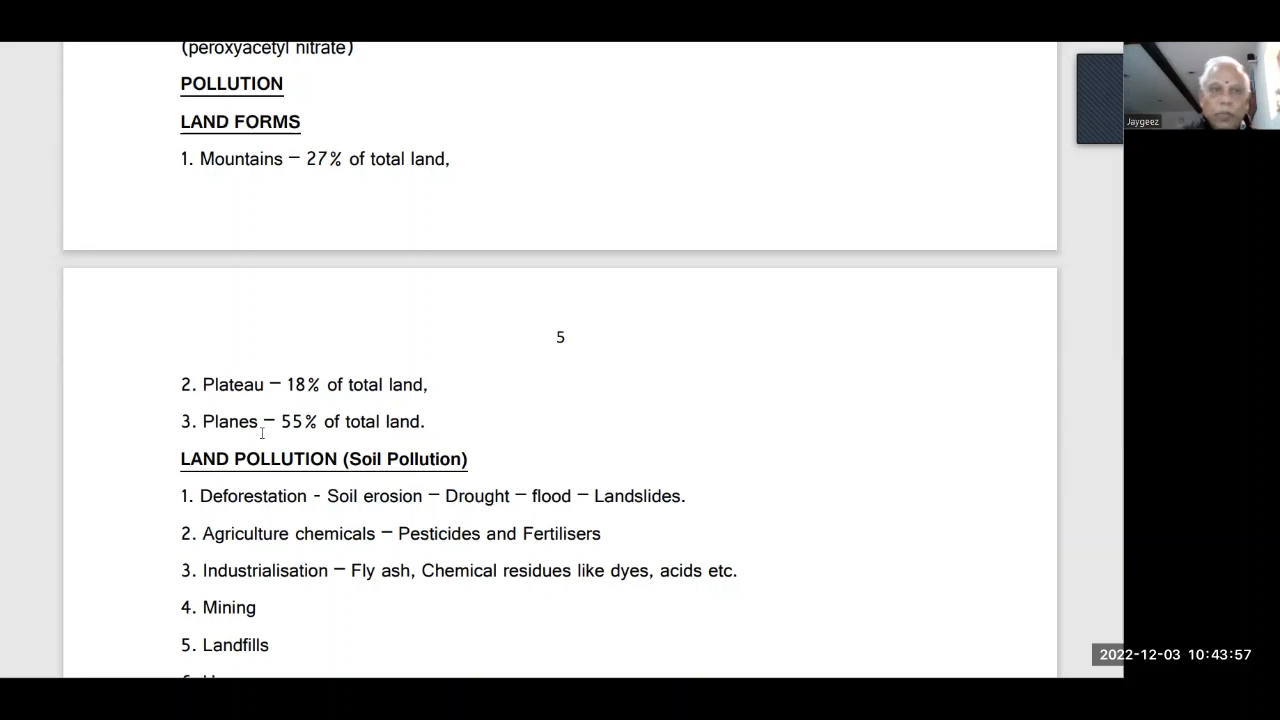 (peroxyacetyl nitrate)
POLLUTION
LAND FORMS
1. Mountains – 27% of total land,
Jaygeez
5
2. Plateau – 18% of total land,
3. Planes – 55% of total land.
LAND POLLUTION (Soil Pollution)
1. Deforestation - Soil erosion – Drought – flood – Landslides.
2. Agriculture chemicals – Pesticides and Fertilisers
3. Industrialisation – Fly ash, Chemical residues like dyes, acids etc.
4. Mining
5. Landfills
2022-12-03 10:43:57